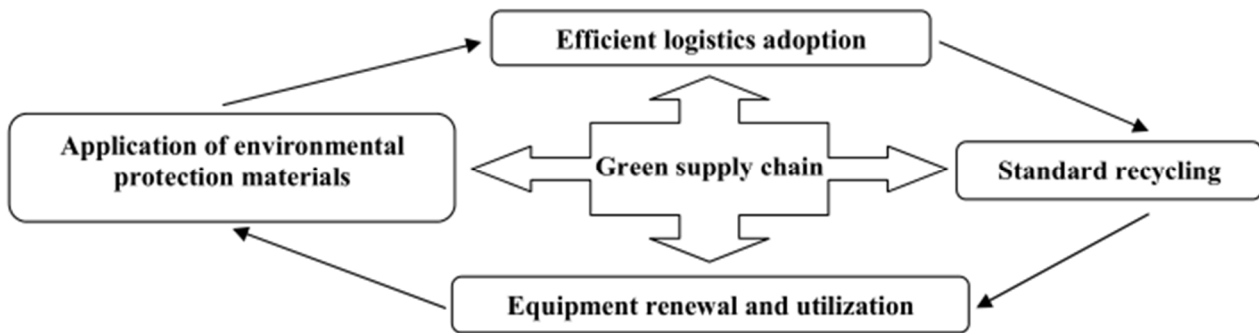 Efficient logistics adoption
Application of environmental
protection materials
Green supply chain
Standard recycling
Equipment renewal and utilization